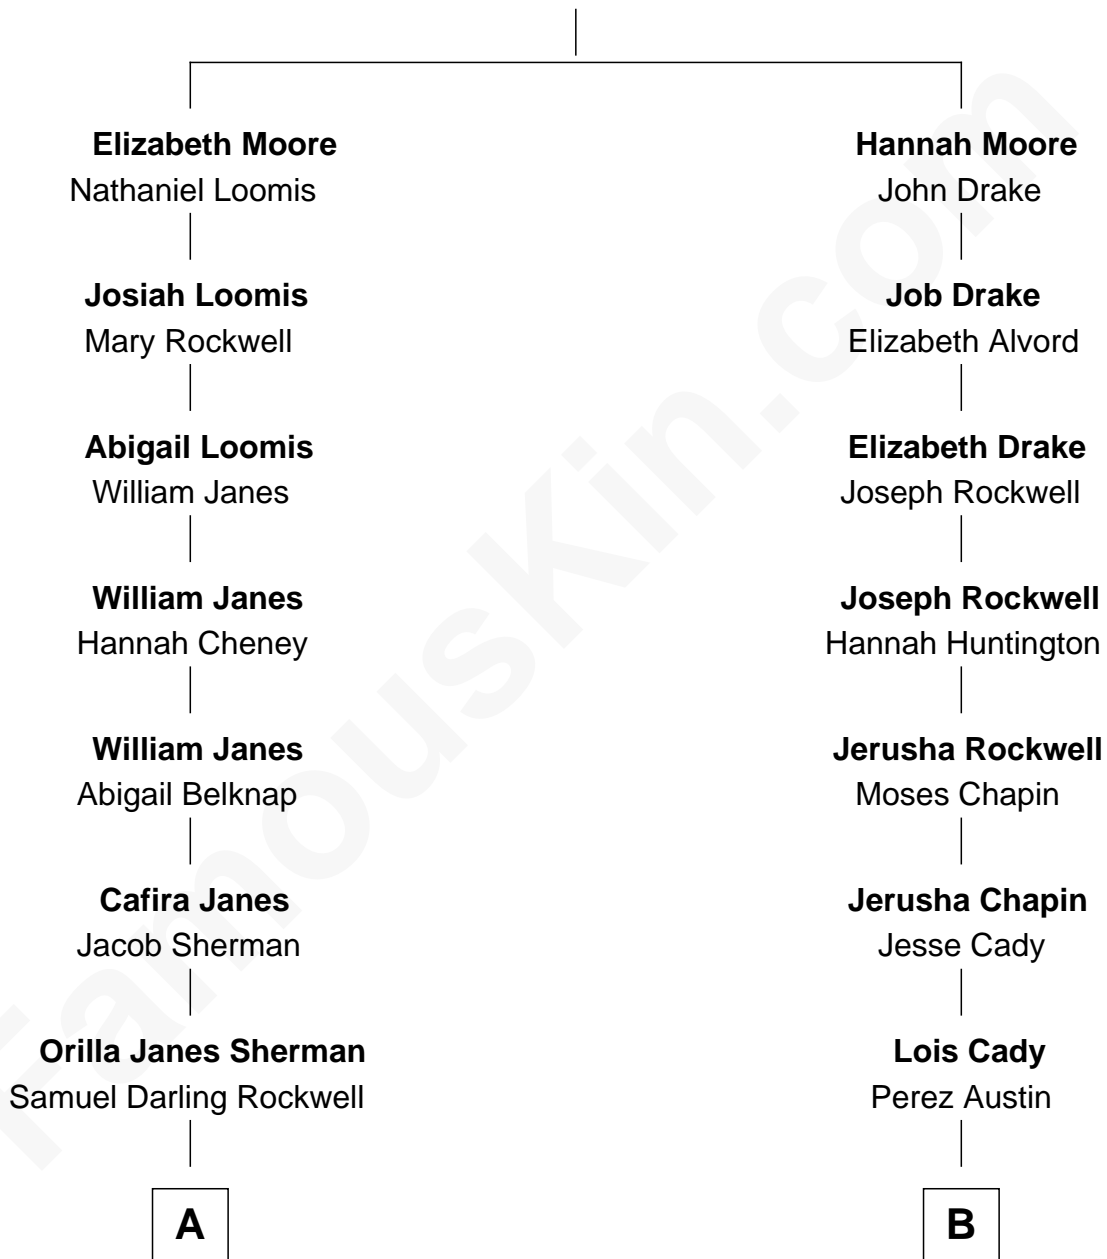 Elizabeth Moore
Nathaniel Loomis
Hannah Moore
John Drake
Josiah Loomis
Mary Rockwell
Job Drake
Elizabeth Alvord
Abigail Loomis
William Janes
Elizabeth Drake
Joseph Rockwell
William Janes
Hannah Cheney
Joseph Rockwell
Hannah Huntington
William Janes
Abigail Belknap
Jerusha Rockwell
Moses Chapin
Cafira Janes
Jacob Sherman
Jerusha Chapin
Jesse Cady
Orilla Janes Sherman
Samuel Darling Rockwell
Lois Cady
Perez Austin
A
B
FamousKin.com